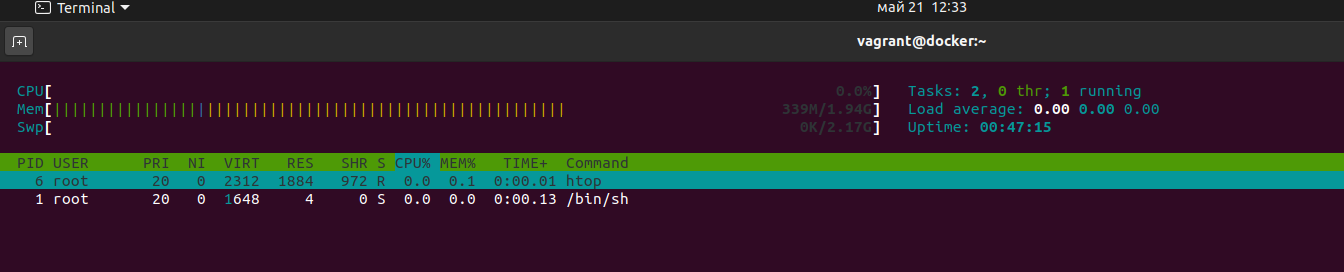 Terminal
май 21 12:33
vagrant@docker:~
CPU[ 0.0%] Tasks: 2, 0 thr; 1 running
Mem[||||||||||||||||||||||||||||||||||||||||||||||||||||||||| 339M/1.94G] Load average: 0.00 0.00 0.00
Swp[ 0K/2.17G] Uptime: 00:47:15
PID USER PRI NI VIRT RES SHR S CPU% MEM% TIME+ Command
6 root 20 0 2312 1884 972 R 0.0 0.1 0:00.01 htop
1 root 20 0 1648 4 0 S 0.0 0.0 0:00.13 /bin/sh